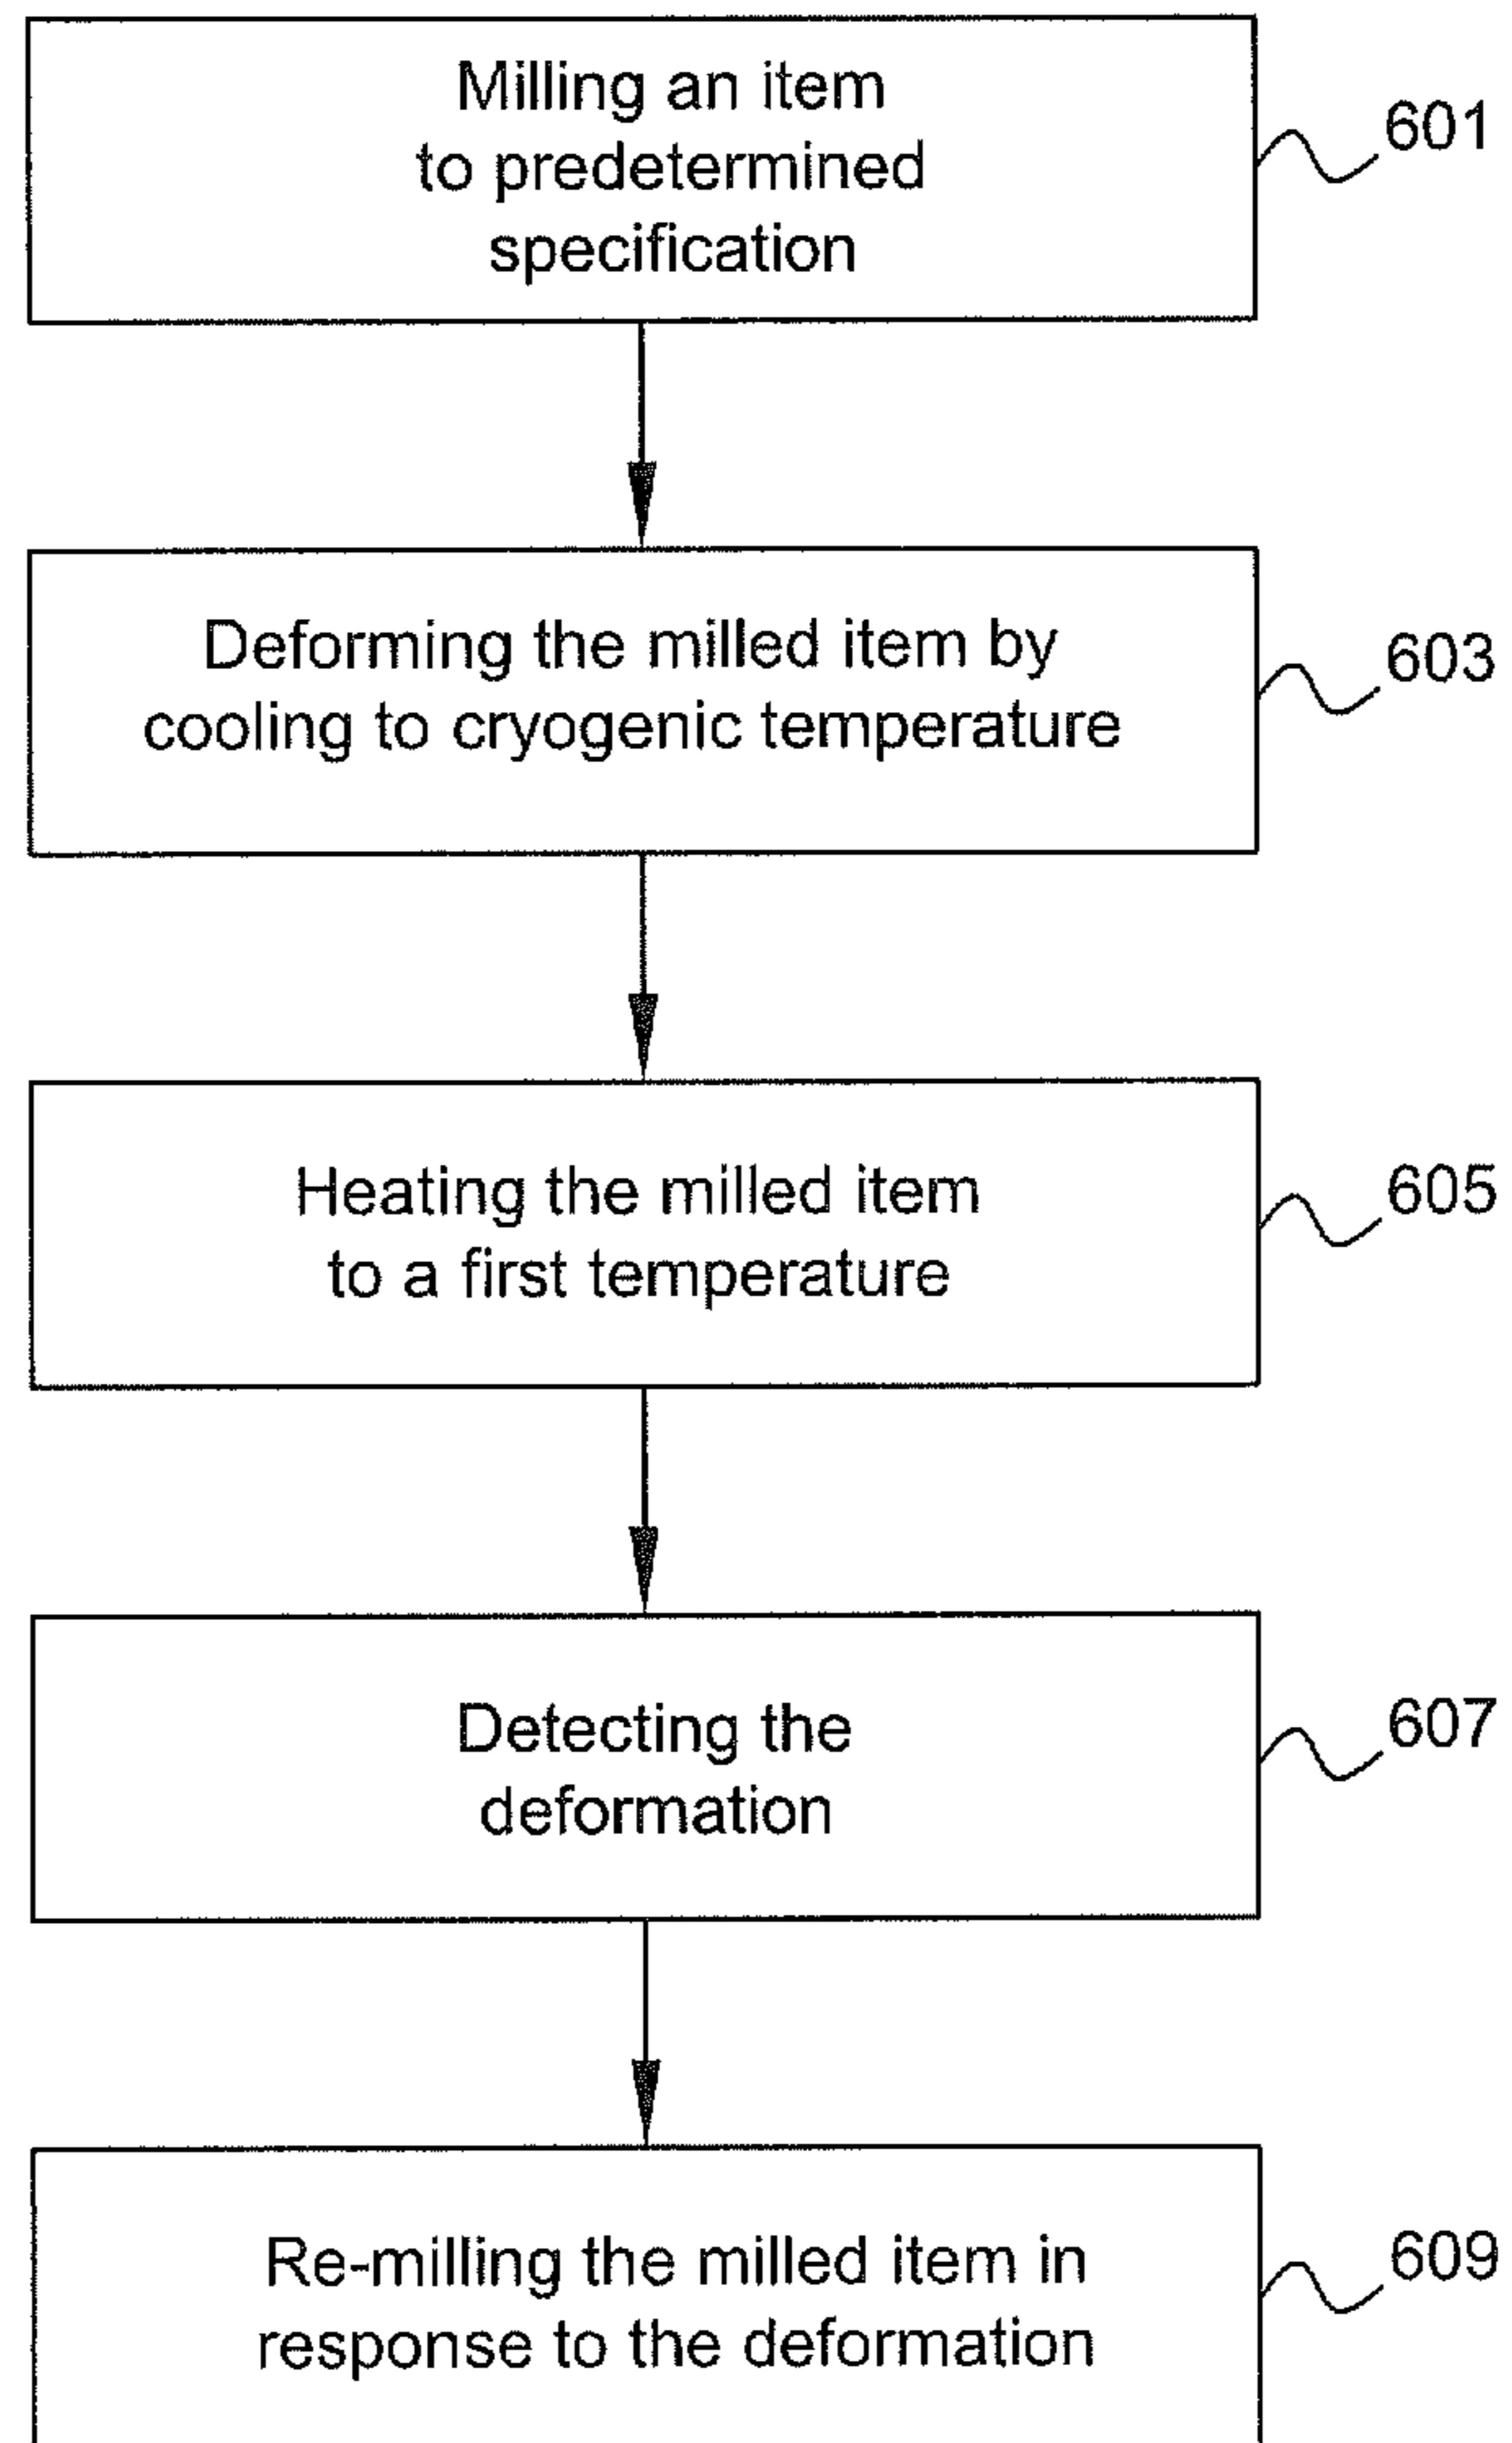 Milling an item
to predetermined
specification
601
Deforming the milled item by
cooling to cryogenic temperature
603
Heating the milled item
to a first temperature
605
Detecting the
deformation
607
Re-milling the milled item in
response to the deformation
609